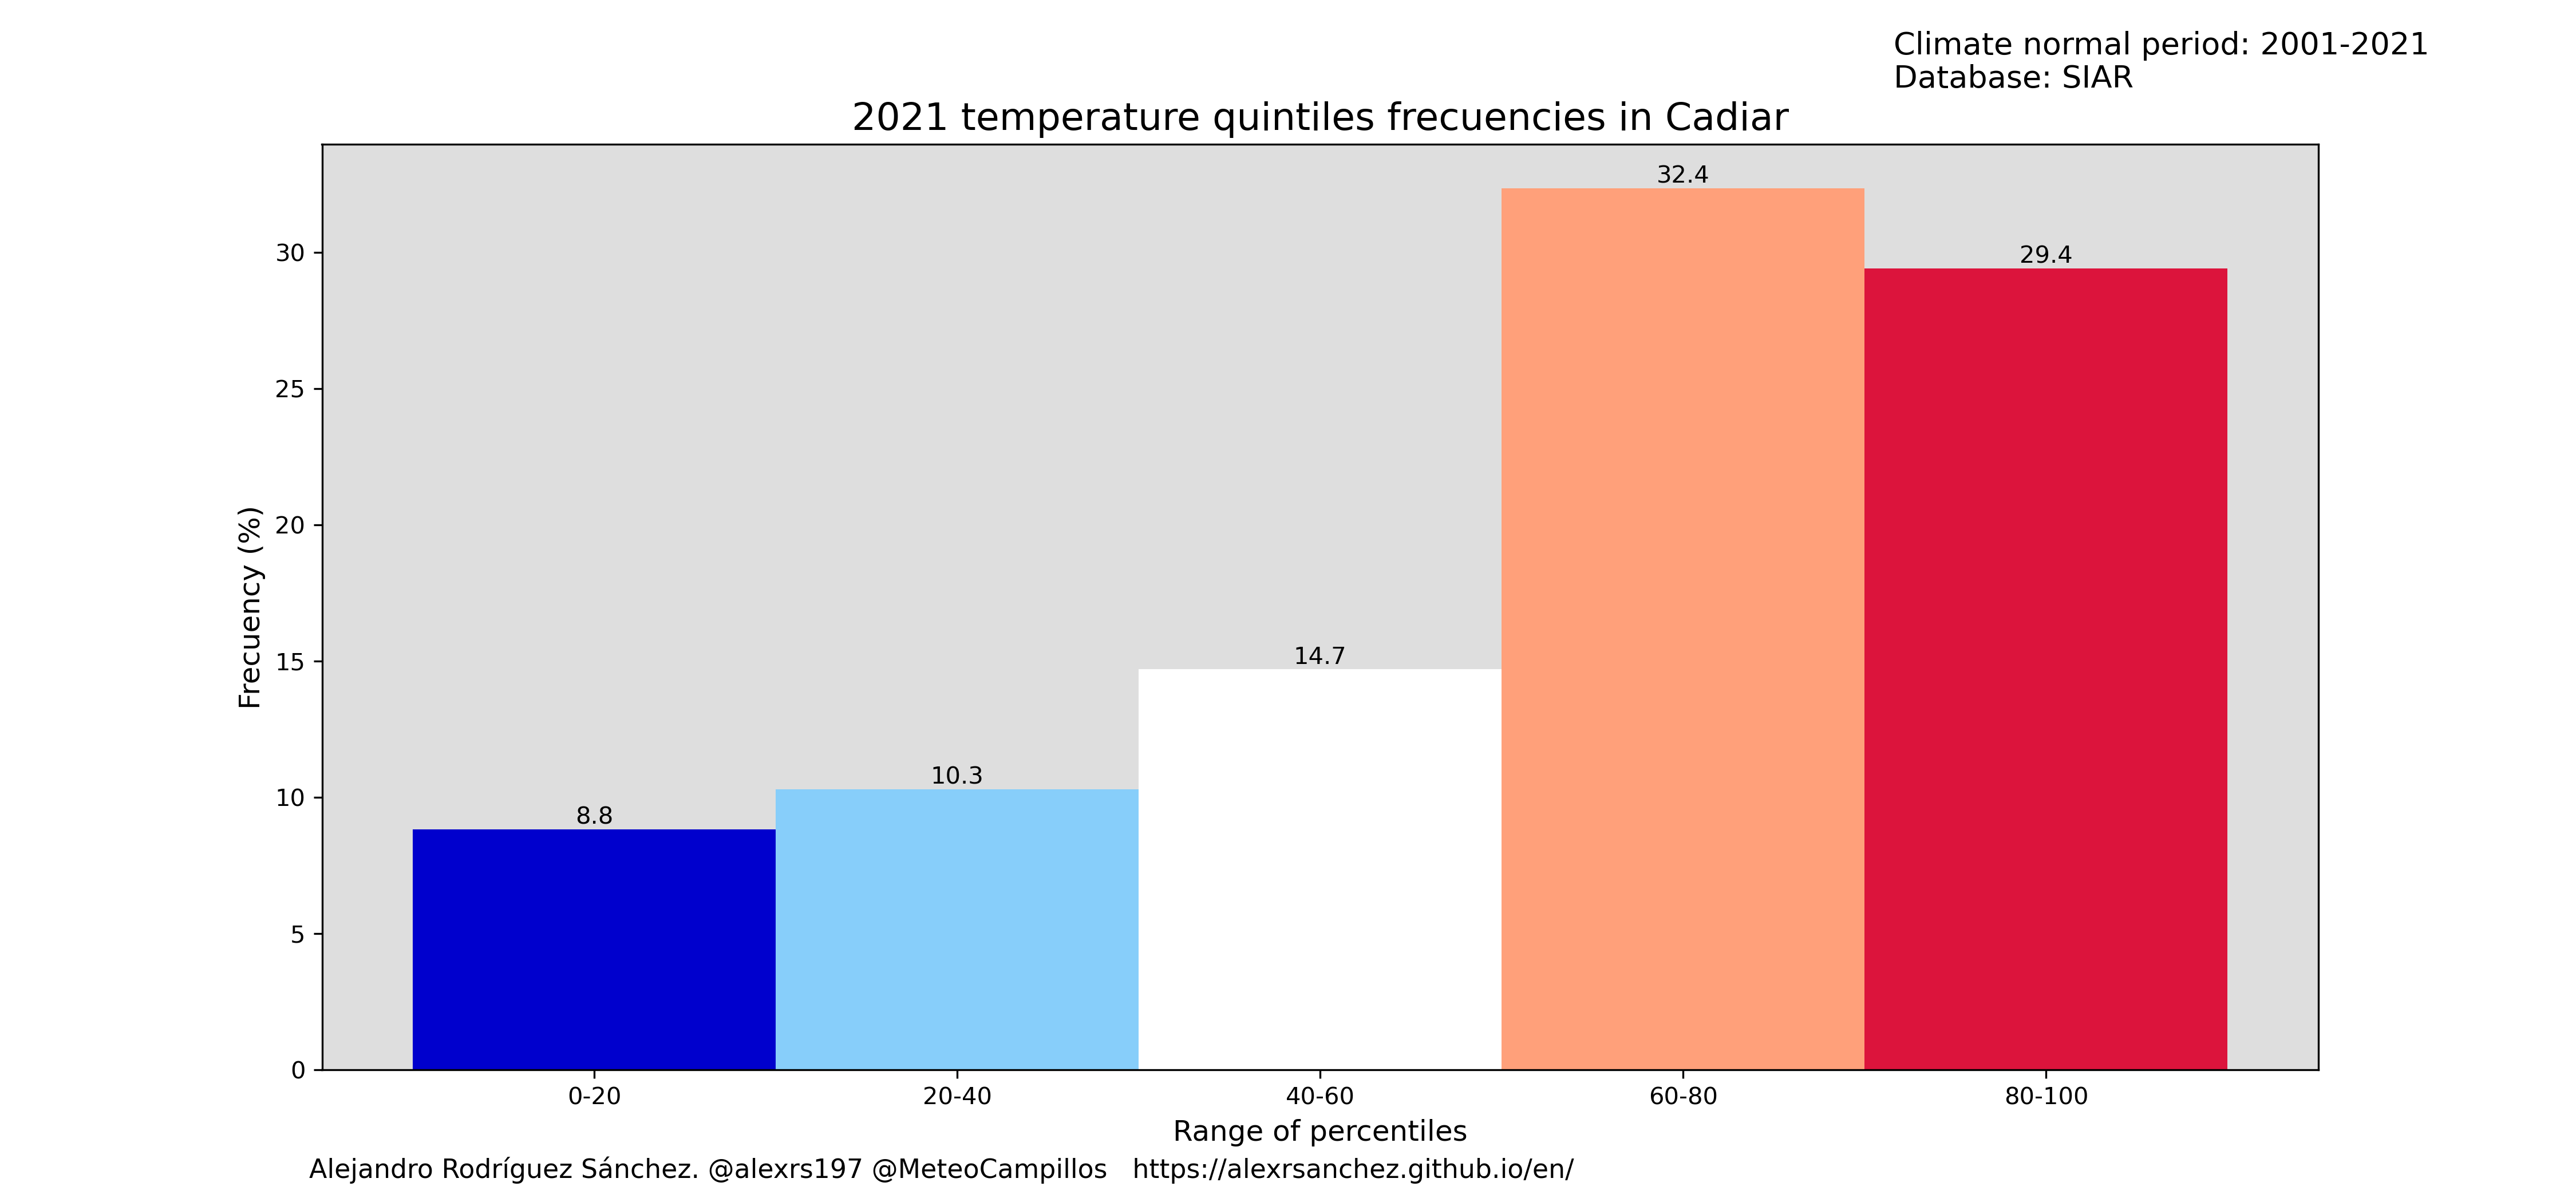 Climate normal period: 2001-2021
Database: SIAR
2021 temperature quintiles frecuencies in Cadiar
Frecuency (%)
30
25
20
15
10
5
0
8.8
10.3
14.7
32.4
29.4
0-20
20-40
40-60
60-80
80-100
Range of percentiles
Alejandro Rodríguez Sánchez. @alexrs197 @MeteoCampillos   https://alexrsanchez.github.io/en/